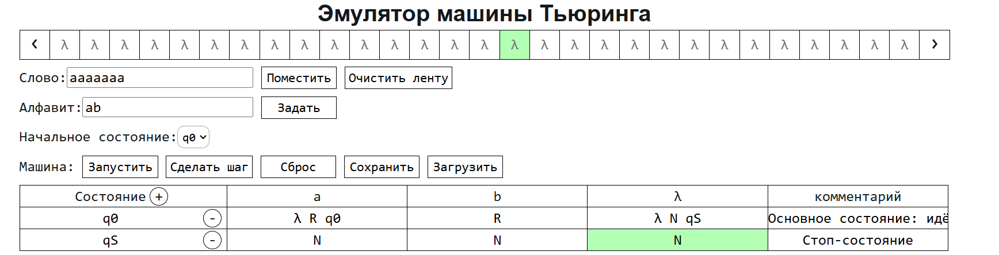 Эмулятор машины Тьюринга
< λ λ λ λ λ λ λ λ λ λ λ λ λ λ λ λ λ λ λ λ λ λ λ λ λ λ λ λ λ >
Слово: aaaaaaa Поместить Очистить ленту
Алфавит: ab Задать
Начальное состояние: q0
Машина: Запустить Сделать шаг Сброс Сохранить Загрузить
Состояние + a b λ комментарий
q0 - λ R q0 R λ N qS Основное состояние: идё
qS - N N N Стоп-состояние